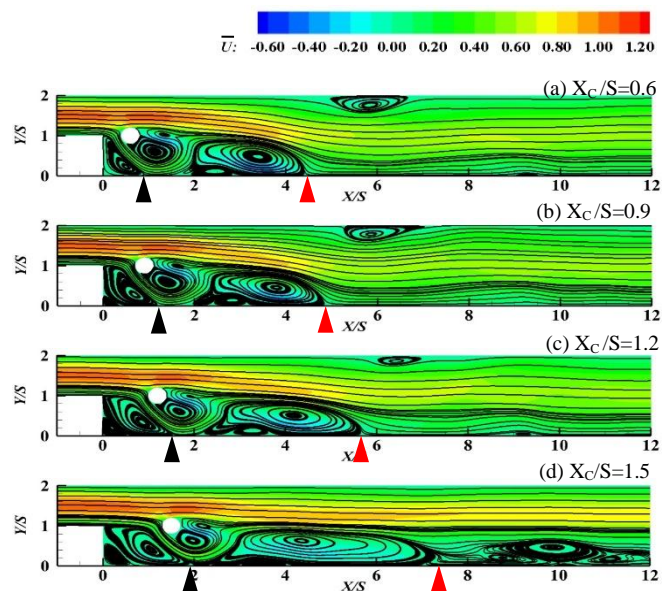 U: -0.60 -0.40 -0.20 0.00 0.20 0.40 0.60 0.80 1.00 1.20
(a) X_C/S=0.6
Y/S
2
1
0
0 2 4 6 8 10 12
X/S
(b) X_C/S=0.9
Y/S
2
1
0
0 2 4 6 8 10 12
X/S
(c) X_C/S=1.2
Y/S
2
1
0
0 2 4 6 8 10 12
X
(d) X_C/S=1.5
Y/S
2
1
0
0 2 4 6 8 10 12